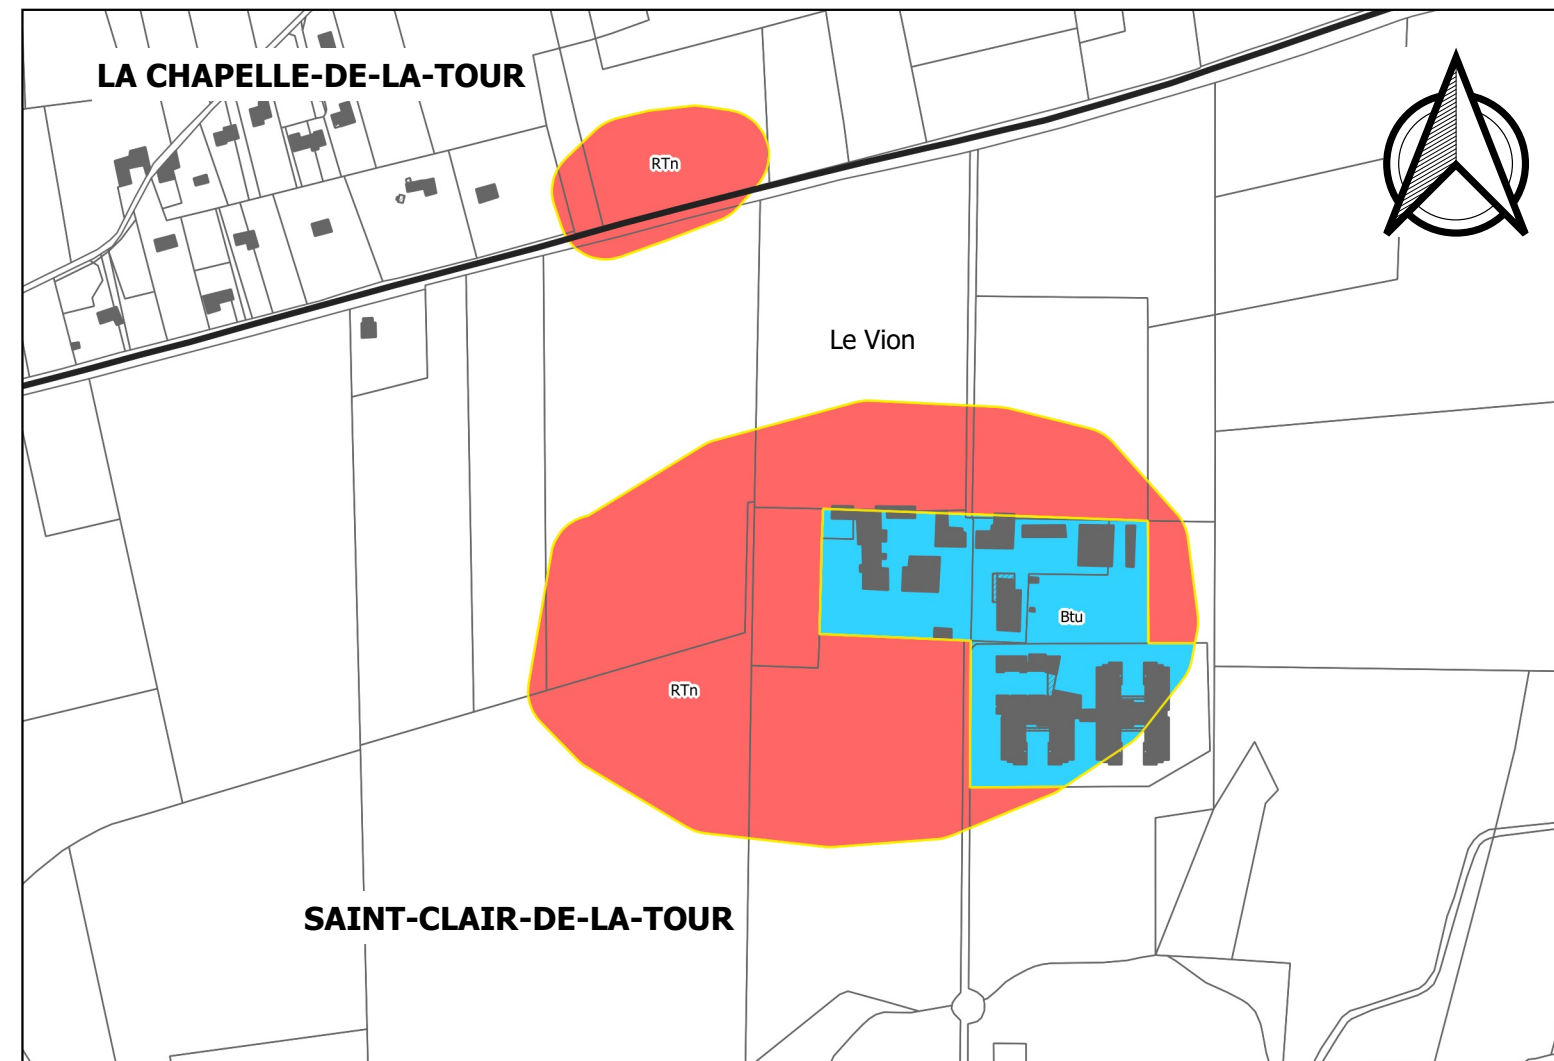 LA CHAPELLE-DE-LA-TOUR
RTn
Le Vion
Btu
RTn
SAINT-CLAIR-DE-LA-TOUR